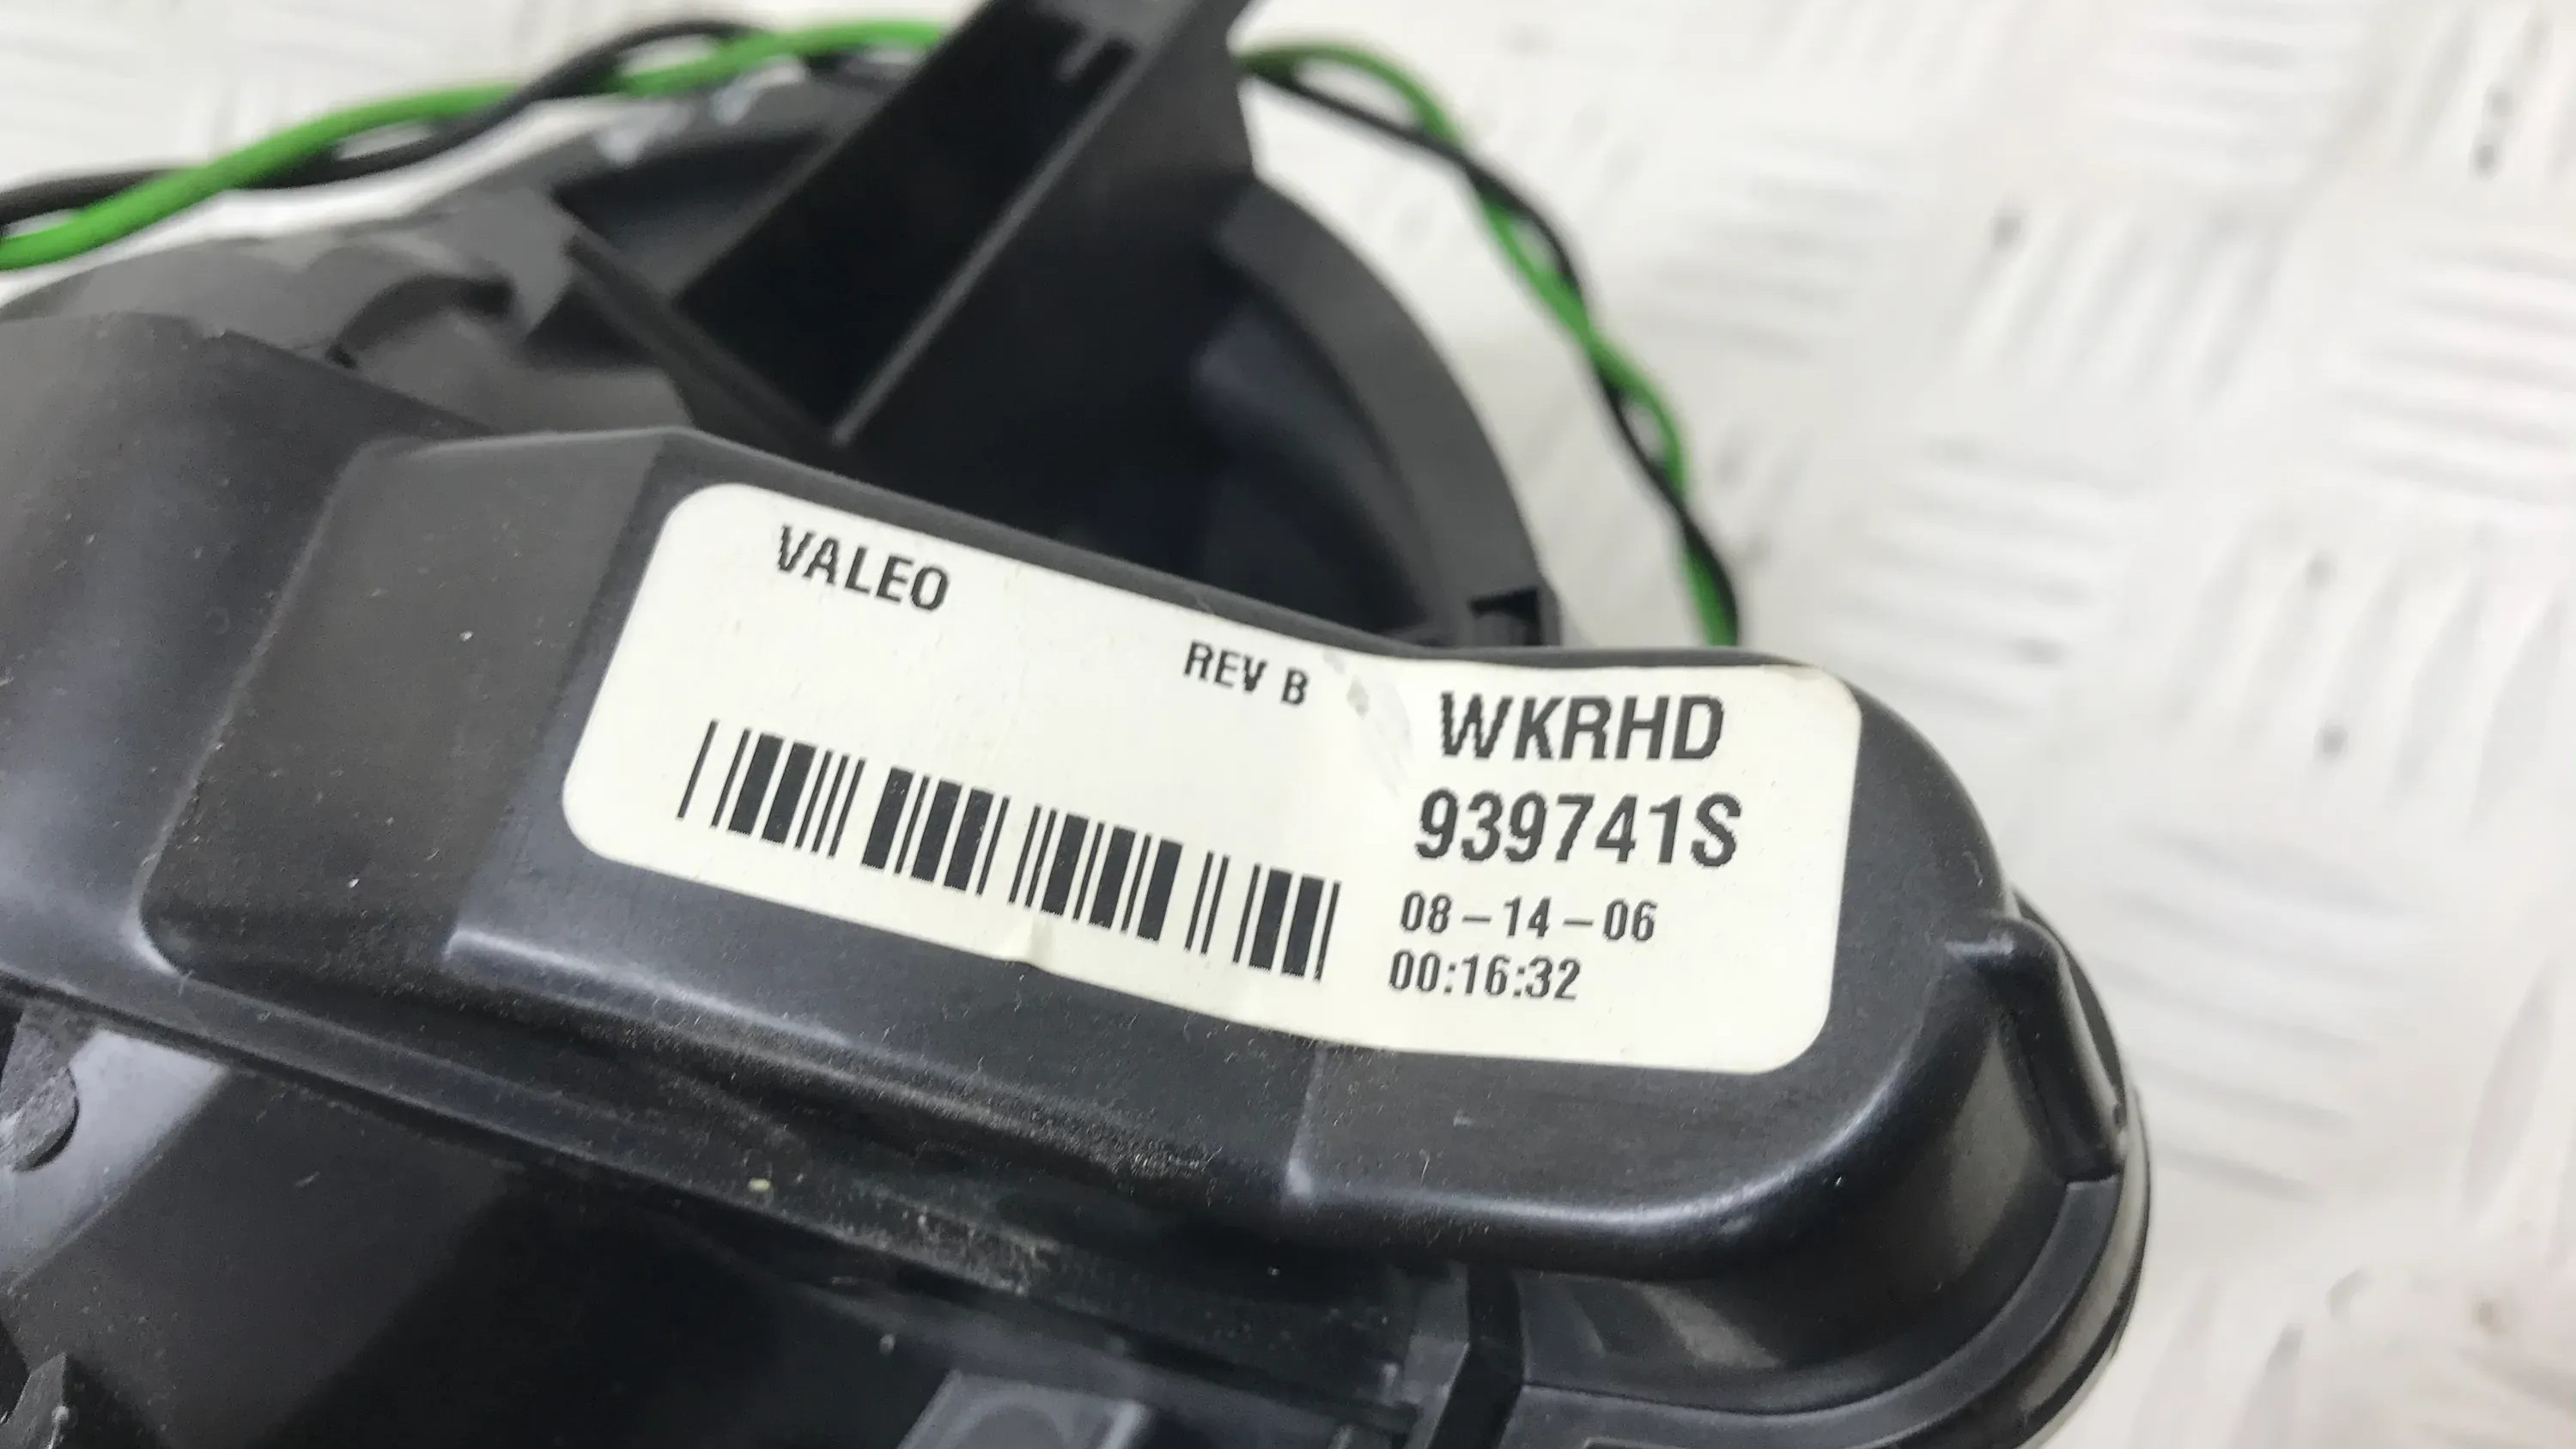 VALEO
REV B
WKRHD
939741S
08-14-06
00:16:32